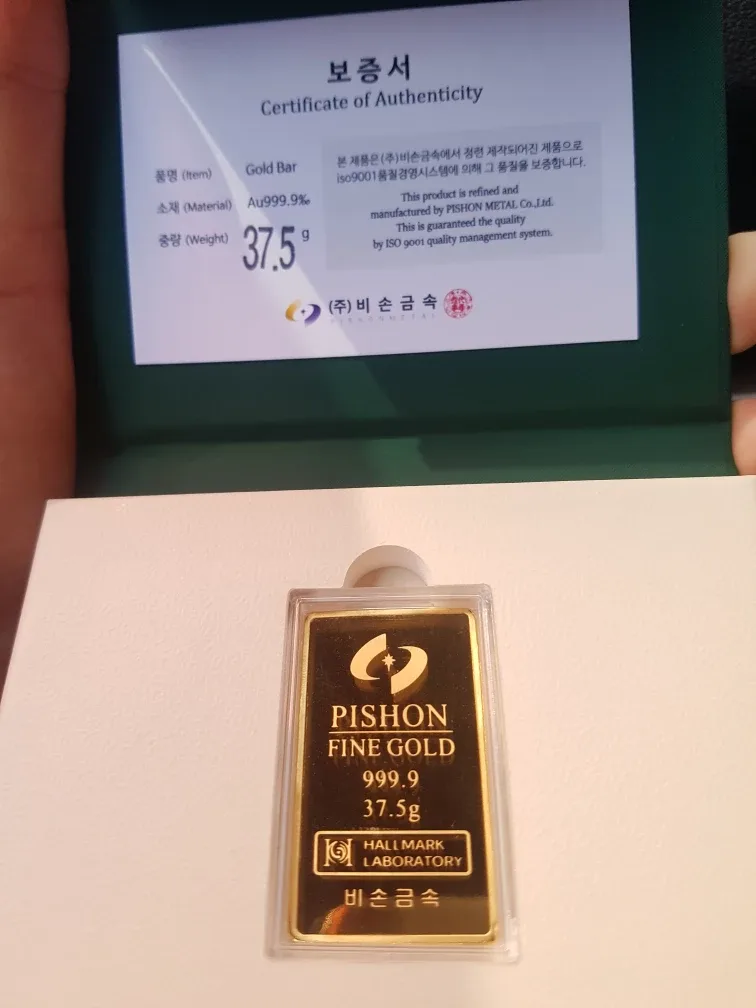 보증서
Certificate of Authenticity
품명 (Item) Gold Bar
소재 (Material) Au999.9‰
중량 (Weight) 37.5 g
본 제품은 (주)비손금속에서 정련 제작되어진 제품으로
iso9001품질경영시스템에 의해 그 품질을 보증합니다.
This product is refined and
manufactured by PISHON METAL Co.,Ltd.
This is guaranteed the quality
by ISO 9001 quality management system.
(주)비손금속
PISHON METAL
PISHON
FINE GOLD
999.9
37.5g
HALLMARK
LABORATORY
비손금속